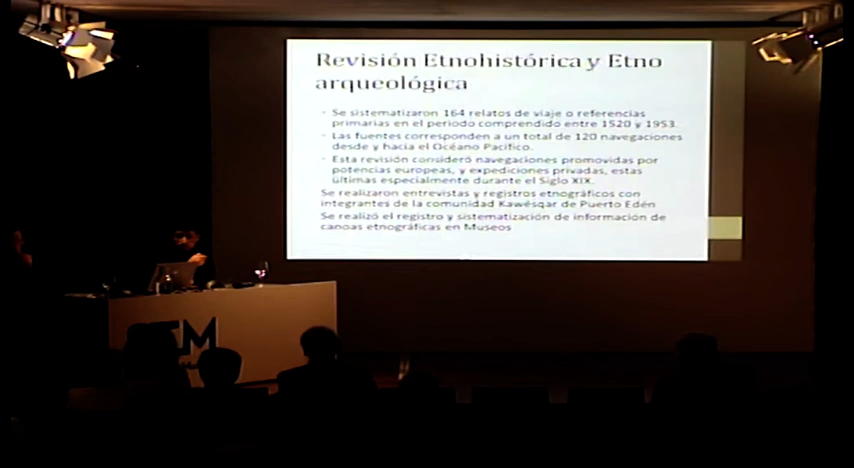 Revisión Etnohistórica y Etno
arqueológica
Se sistematizaron 164 relatos de viaje o referencias
primarias en el periodo comprendido entre 1520 y 1953.
Las fuentes corresponden a un total de 120 navegaciones
desde y hacia el Océano Pacífico.
Esta revisión consideró navegaciones promovidas por
potencias europeas, y expediciones privadas, estas
últimas especialmente durante el Siglo XIX.
Se realizaron entrevistas y registros etnográficos con
integrantes de la comunidad Kawésqar de Puerto Edén
Se realizó el registro y sistematización de información de
canoas etnográficas en Museos